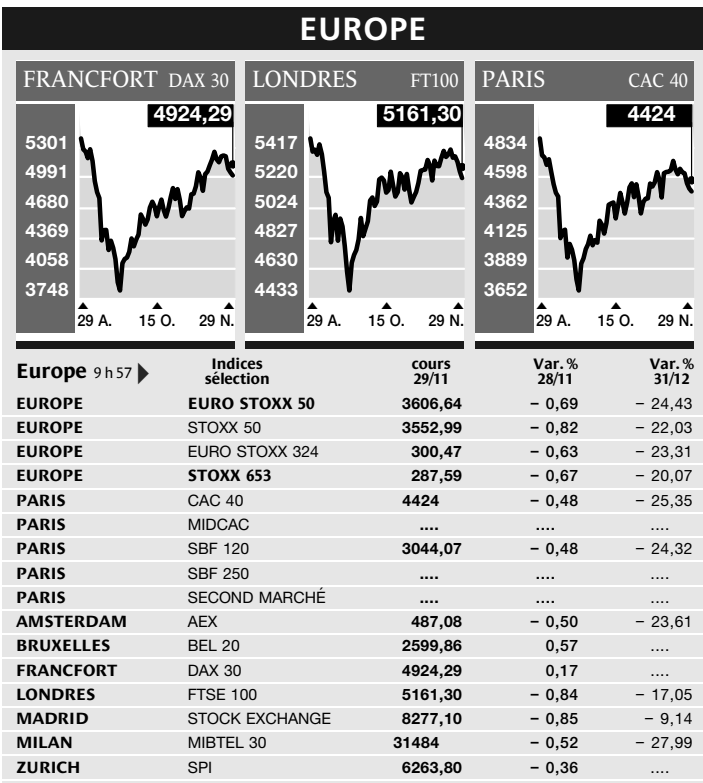 EUROPE
FRANCFORT DAX 30
4924,29
5301
4991
4680
4369
4058
3748
29 A. 15 O. 29 N.
LONDRES FT100
5161,30
5417
5220
5024
4827
4630
4433
29 A. 15 O. 29 N.
PARIS CAC 40
4424
4834
4598
4362
4125
3889
3652
29 A. 15 O. 29 N.
Europe 9 h 57 Indices sélection cours 29/11 Var. % 28/11 Var. % 31/12
EUROPE EURO STOXX 50 3606,64 – 0,69 – 24,43
EUROPE STOXX 50 3552,99 – 0,82 – 22,03
EUROPE EURO STOXX 324 300,47 – 0,63 – 23,31
EUROPE STOXX 653 287,59 – 0,67 – 20,07
PARIS CAC 40 4424 – 0,48 – 25,35
PARIS MIDCAC .... .... ....
PARIS SBF 120 3044,07 – 0,48 – 24,32
PARIS SBF 250 .... .... ....
PARIS SECOND MARCHÉ .... .... ....
AMSTERDAM AEX 487,08 – 0,50 – 23,61
BRUXELLES BEL 20 2599,86 0,57 ....
FRANCFORT DAX 30 4924,29 0,17 ....
LONDRES FTSE 100 5161,30 – 0,84 – 17,05
MADRID STOCK EXCHANGE 8277,10 – 0,85 – 9,14
MILAN MIBTEL 30 31484 – 0,52 – 27,99
ZURICH SPI 6263,80 – 0,36 ....